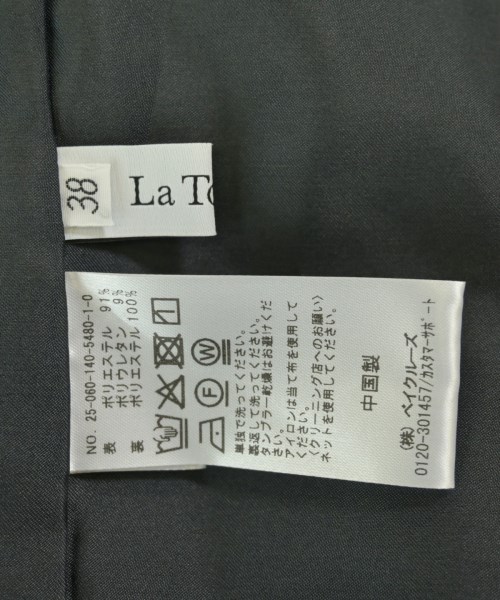 38
La T
NO. 25-060-140-5480-1-0
表 ポリエステル 91%
ポリウレタン 9%
裏 ポリエステル 100%
単独で洗ってください。
裏返して洗ってください。
タンブラー乾燥はお避けくだ
さい。
アイロンは当て布を使用して
ください。
〈クリーニング店へのお願い〉
ネットを使用してください。
中国製
(株) ベイクルーズ
0120-301457/カスタマーサポート